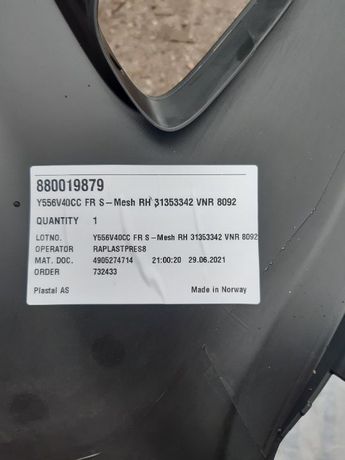 880019879
Y556V40CC FR S-Mesh RH 31353342 VNR 8092
QUANTITY 1
LOTNO. Y556V40CC FR S-Mesh RH 31353342 VNR 8092
OPERATOR RAPLASTPRES8
MAT. DOC. 4905274714 21:00:20 29.06.2021
ORDER 732433
Plastal AS Made in Norway